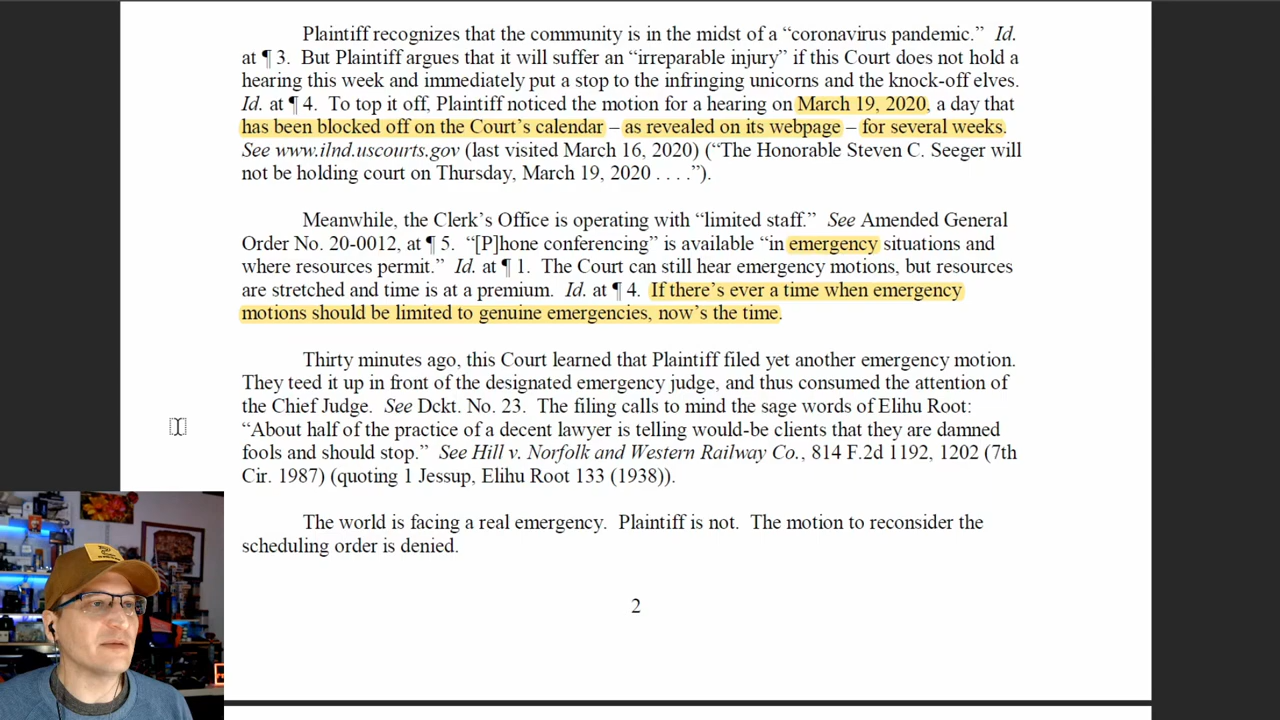 Plaintiff recognizes that the community is in the midst of a “coronavirus pandemic.” Id.
at ¶ 3. But Plaintiff argues that it will suffer an “irreparable injury” if this Court does not hold a
hearing this week and immediately put a stop to the infringing unicorns and the knock-off elves.
Id. at ¶ 4. To top it off, Plaintiff noticed the motion for a hearing on March 19, 2020, a day that
has been blocked off on the Court’s calendar – as revealed on its webpage – for several weeks.
See www.ilnd.uscourts.gov (last visited March 16, 2020) (“The Honorable Steven C. Seeger will
not be holding court on Thursday, March 19, 2020 . . . .”).
Meanwhile, the Clerk’s Office is operating with “limited staff.” See Amended General
Order No. 20-0012, at ¶ 5. “[P]hone conferencing” is available “in emergency situations and
where resources permit.” Id. at ¶ 1. The Court can still hear emergency motions, but resources
are stretched and time is at a premium. Id. at ¶ 4. If there’s ever a time when emergency
motions should be limited to genuine emergencies, now’s the time.
Thirty minutes ago, this Court learned that Plaintiff filed yet another emergency motion.
They teed it up in front of the designated emergency judge, and thus consumed the attention of
the Chief Judge. See Dckt. No. 23. The filing calls to mind the sage words of Elihu Root:
“About half of the practice of a decent lawyer is telling would-be clients that they are damned
fools and should stop.” See Hill v. Norfolk and Western Railway Co., 814 F.2d 1192, 1202 (7th
Cir. 1987) (quoting 1 Jessup, Elihu Root 133 (1938)).
The world is facing a real emergency. Plaintiff is not. The motion to reconsider the
scheduling order is denied.
2